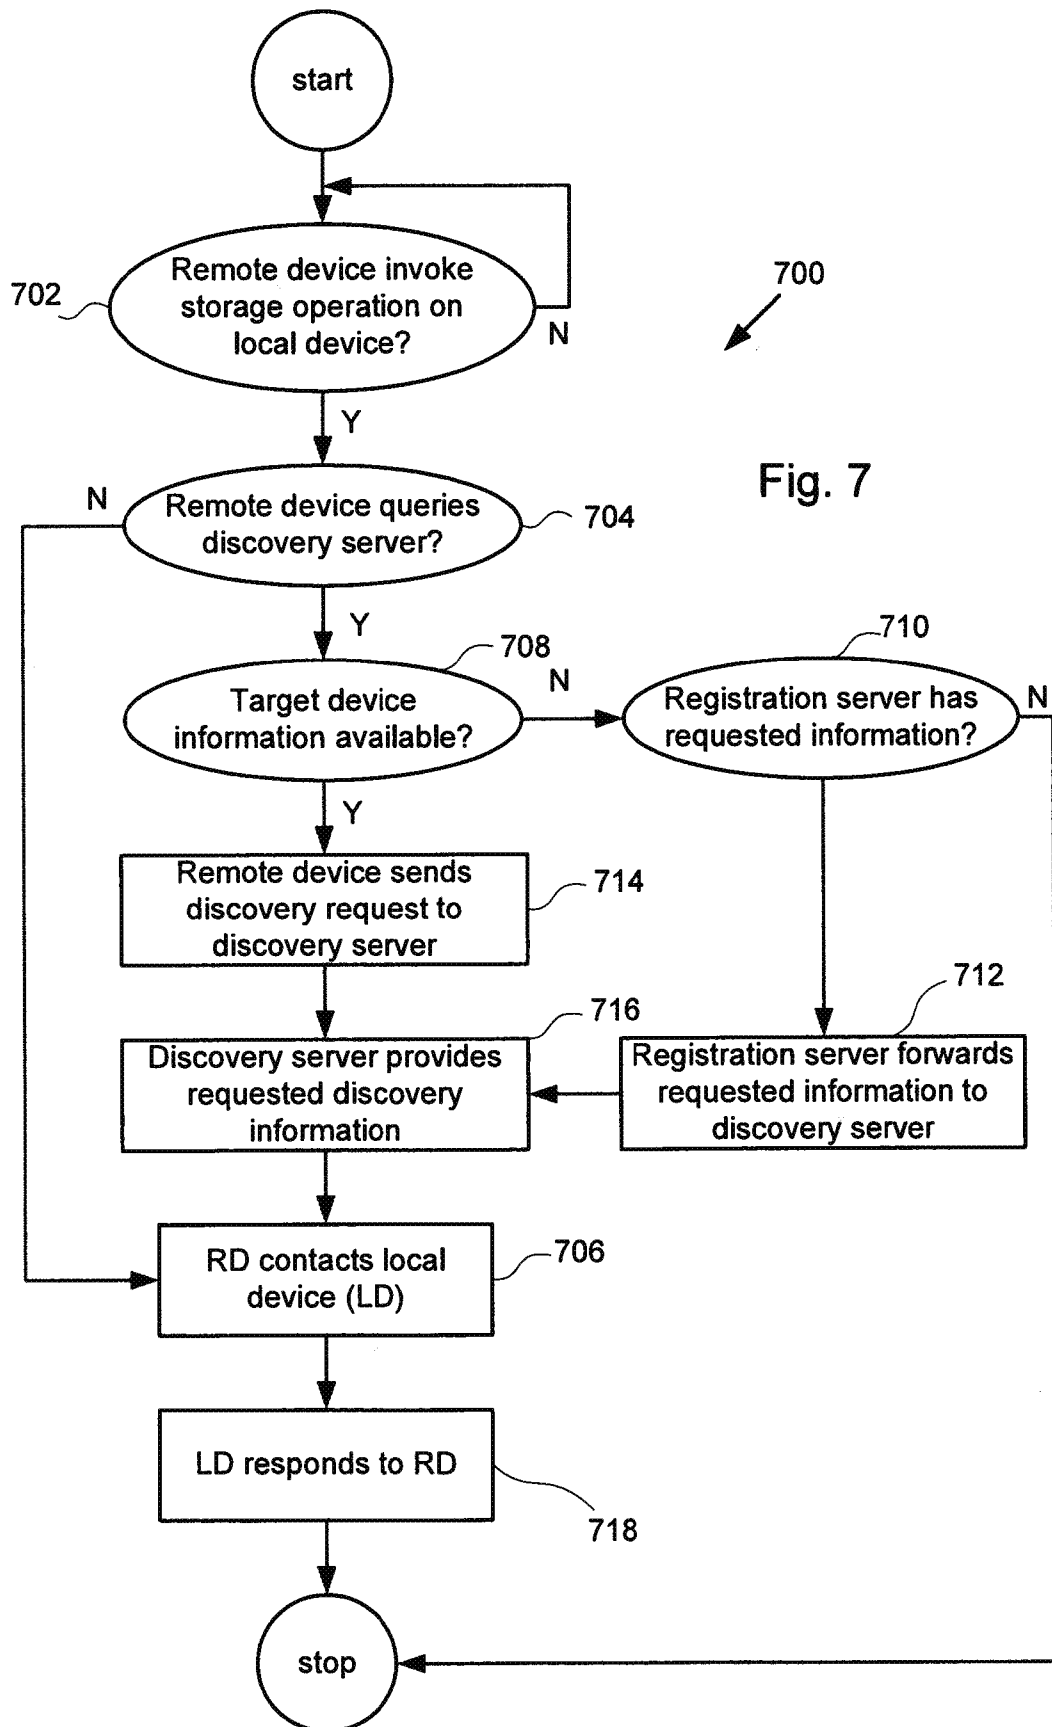 start
Remote device invoke
storage operation on
local device?
702
N
700
Y
Fig. 7
N
Remote device queries
discovery server?
704
Y
708
710
Target device
information available?
N
Registration server has
requested information?
N
Y
Remote device sends
discovery request to
discovery server
714
712
716
Discovery server provides
requested discovery
information
Registration server forwards
requested information to
discovery server
RD contacts local
device (LD)
706
LD responds to RD
718
stop